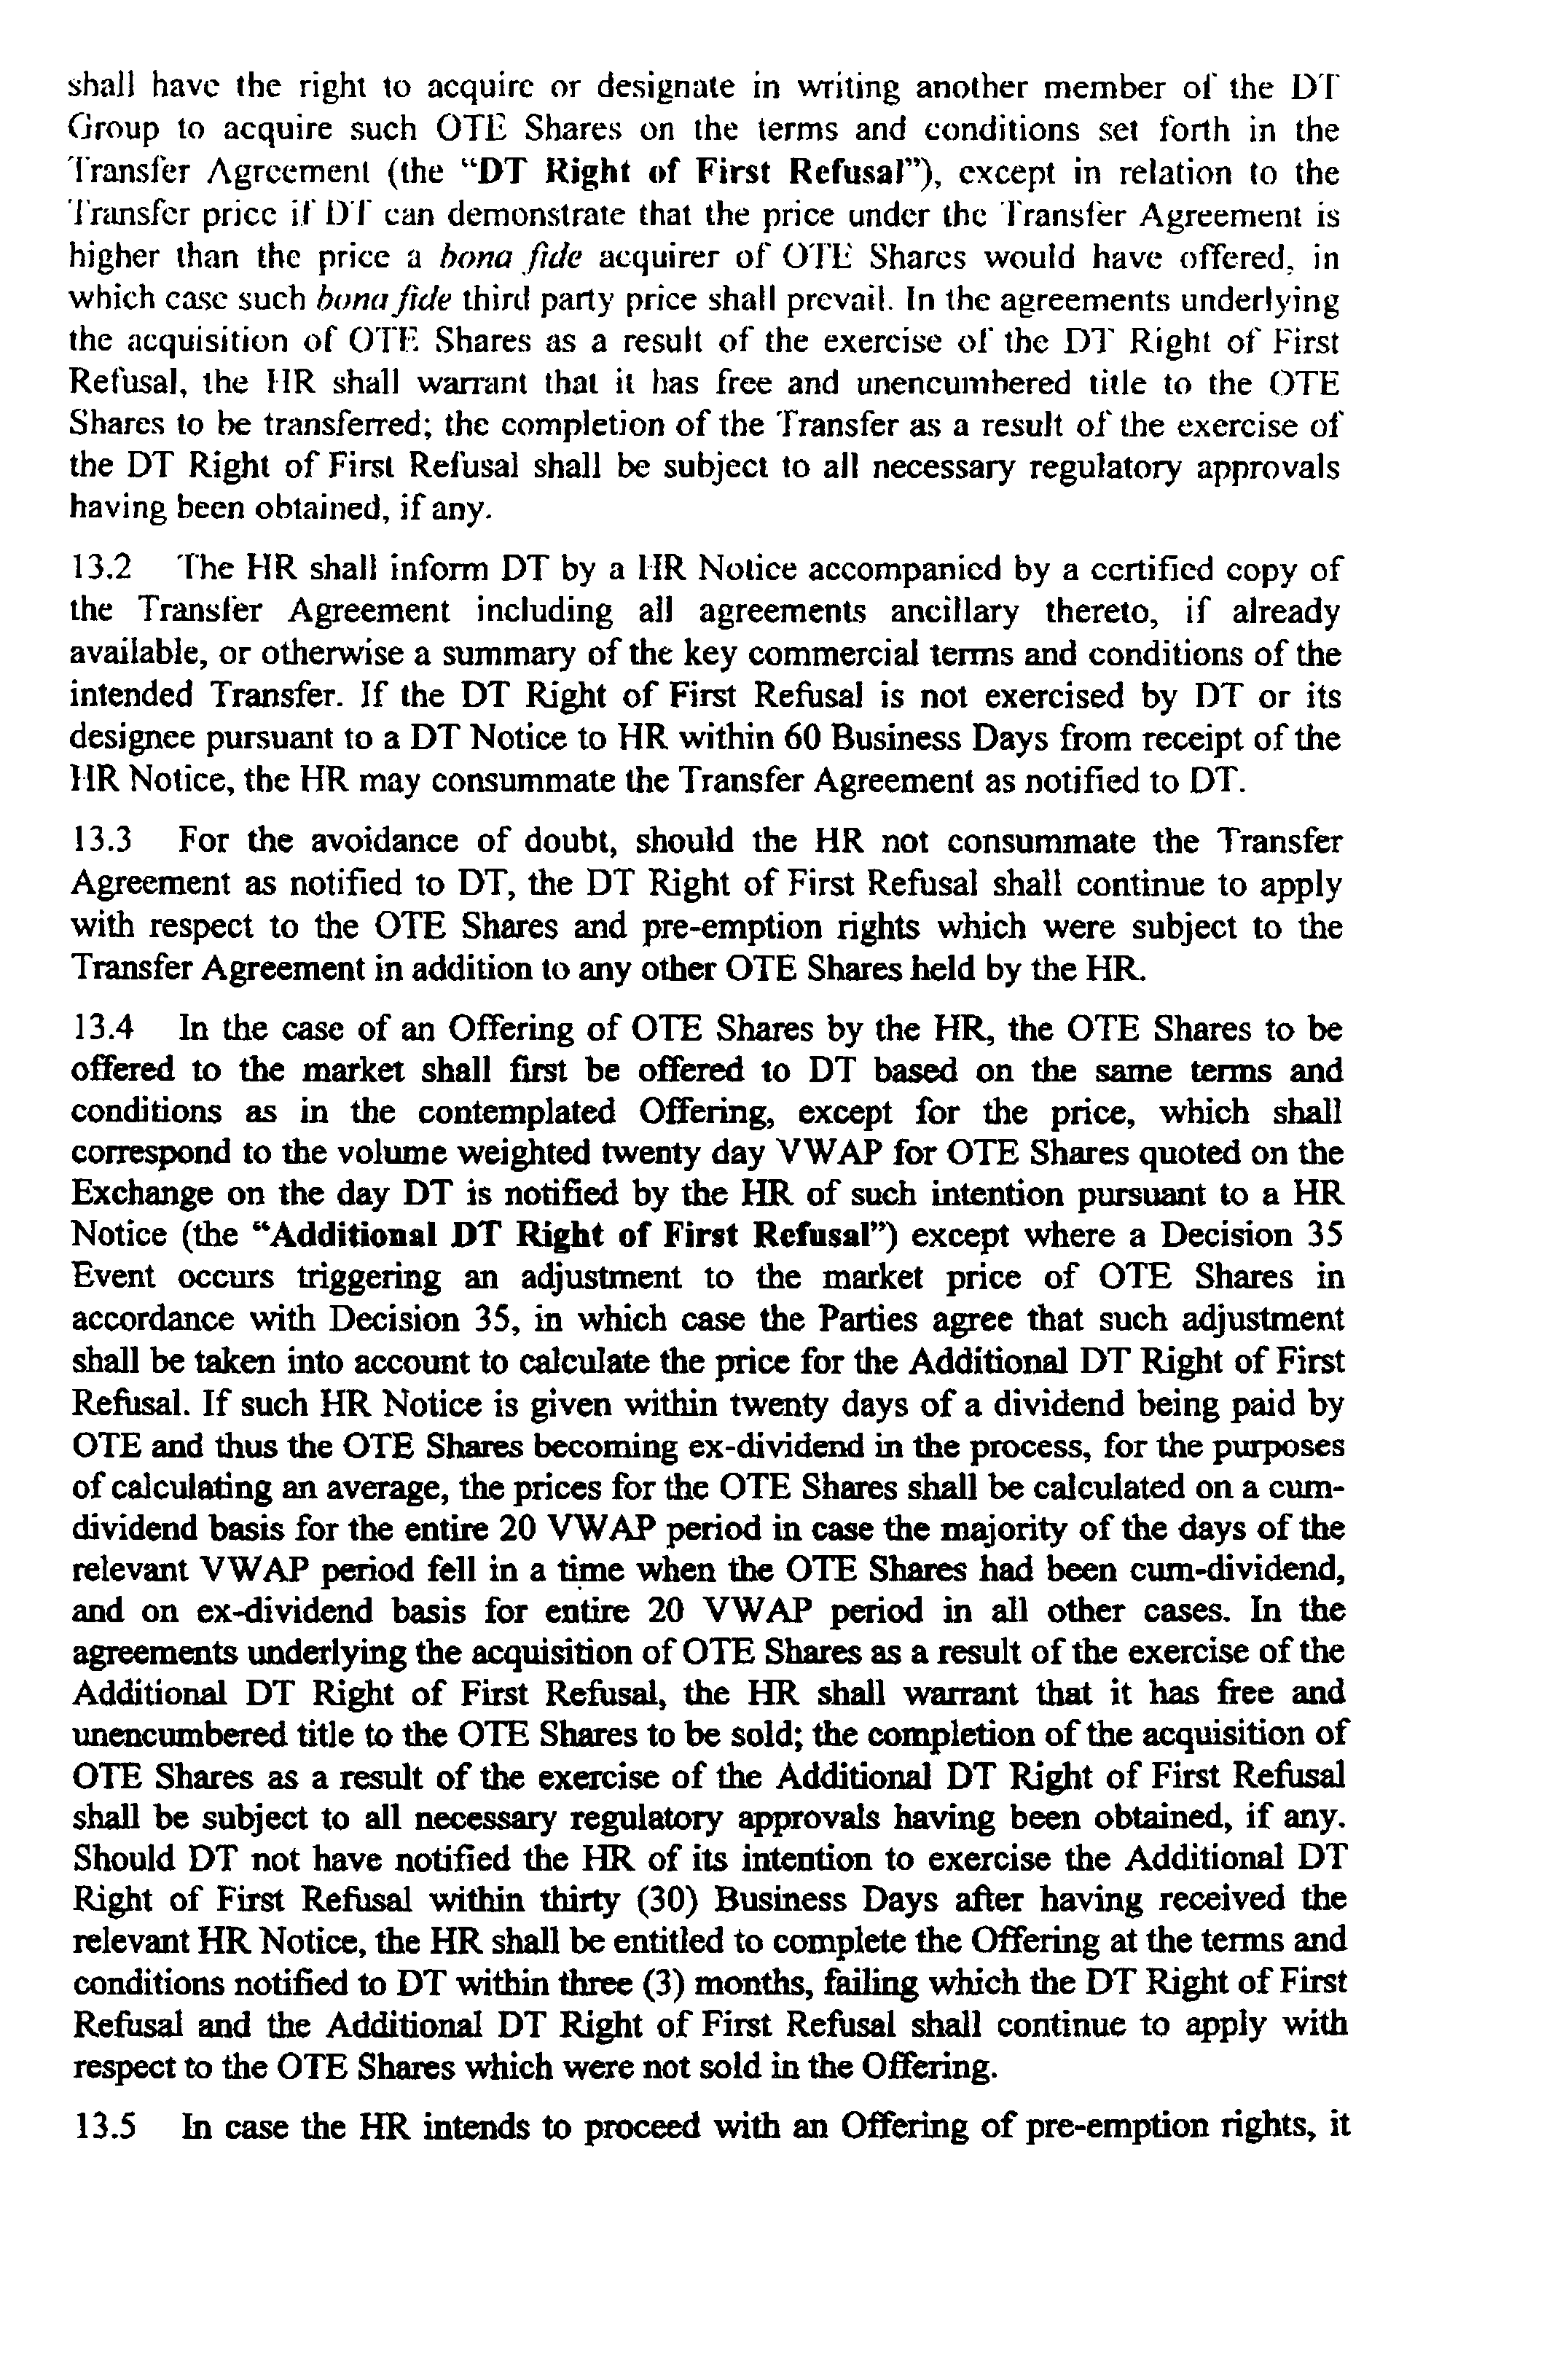 shall have the right to acquire or designate in writing another member of the DT
Group to acquire such OTE Shares on the terms and conditions set forth in the
Transfer Agreement (the “DT Right of First Refusal”), except in relation to the
Transfer price if DT can demonstrate that the price under the Transfer Agreement is
higher than the price a bona fide acquirer of OTE Shares would have offered, in
which case such bona fide third party price shall prevail. In the agreements underlying
the acquisition of OTE Shares as a result of the exercise of the DT Right of First
Refusal, the HR shall warrant that it has free and unencumbered title to the OTE
Shares to be transferred; the completion of the Transfer as a result of the exercise of
the DT Right of First Refusal shall be subject to all necessary regulatory approvals
having been obtained, if any.
13.2 The HR shall inform DT by a HR Notice accompanied by a certified copy of
the Transfer Agreement including all agreements ancillary thereto, if already
available, or otherwise a summary of the key commercial terms and conditions of the
intended Transfer. If the DT Right of First Refusal is not exercised by DT or its
designee pursuant to a DT Notice to HR within 60 Business Days from receipt of the
HR Notice, the HR may consummate the Transfer Agreement as notified to DT.
13.3 For the avoidance of doubt, should the HR not consummate the Transfer
Agreement as notified to DT, the DT Right of First Refusal shall continue to apply
with respect to the OTE Shares and pre-emption rights which were subject to the
Transfer Agreement in addition to any other OTE Shares held by the HR.
13.4 In the case of an Offering of OTE Shares by the HR, the OTE Shares to be
offered to the market shall first be offered to DT based on the same terms and
conditions as in the contemplated Offering, except for the price, which shall
correspond to the volume weighted twenty day VWAP for OTE Shares quoted on the
Exchange on the day DT is notified by the HR of such intention pursuant to a HR
Notice (the “Additional DT Right of First Refusal”) except where a Decision 35
Event occurs triggering an adjustment to the market price of OTE Shares in
accordance with Decision 35, in which case the Parties agree that such adjustment
shall be taken into account to calculate the price for the Additional DT Right of First
Refusal. If such HR Notice is given within twenty days of a dividend being paid by
OTE and thus the OTE Shares becoming ex-dividend in the process, for the purposes
of calculating an average, the prices for the OTE Shares shall be calculated on a cum-
dividend basis for the entire 20 VWAP period in case the majority of the days of the
relevant VWAP period fell in a time when the OTE Shares had been cum-dividend,
and on ex-dividend basis for entire 20 VWAP period in all other cases. In the
agreements underlying the acquisition of OTE Shares as a result of the exercise of the
Additional DT Right of First Refusal, the HR shall warrant that it has free and
unencumbered title to the OTE Shares to be sold; the completion of the acquisition of
OTE Shares as a result of the exercise of the Additional DT Right of First Refusal
shall be subject to all necessary regulatory approvals having been obtained, if any.
Should DT not have notified the HR of its intention to exercise the Additional DT
Right of First Refusal within thirty (30) Business Days after having received the
relevant HR Notice, the HR shall be entitled to complete the Offering at the terms and
conditions notified to DT within three (3) months, failing which the DT Right of First
Refusal and the Additional DT Right of First Refusal shall continue to apply with
respect to the OTE Shares which were not sold in the Offering.
13.5 In case the HR intends to proceed with an Offering of pre-emption rights, it